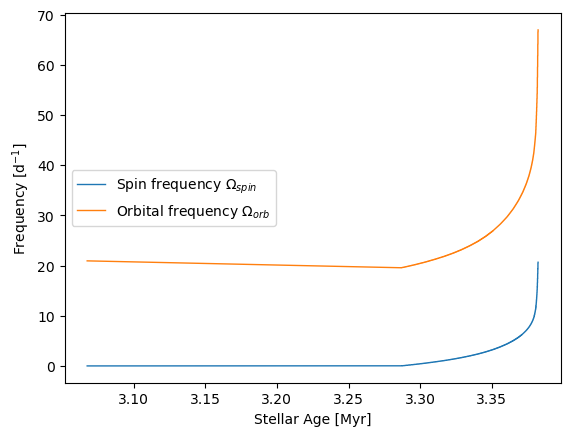 70
60
50
40
30
20
10
0
Frequency [d⁻¹]
Spin frequency Ω_spin
Orbital frequency Ω_orb
3.10 3.15 3.20 3.25 3.30 3.35
Stellar Age [Myr]